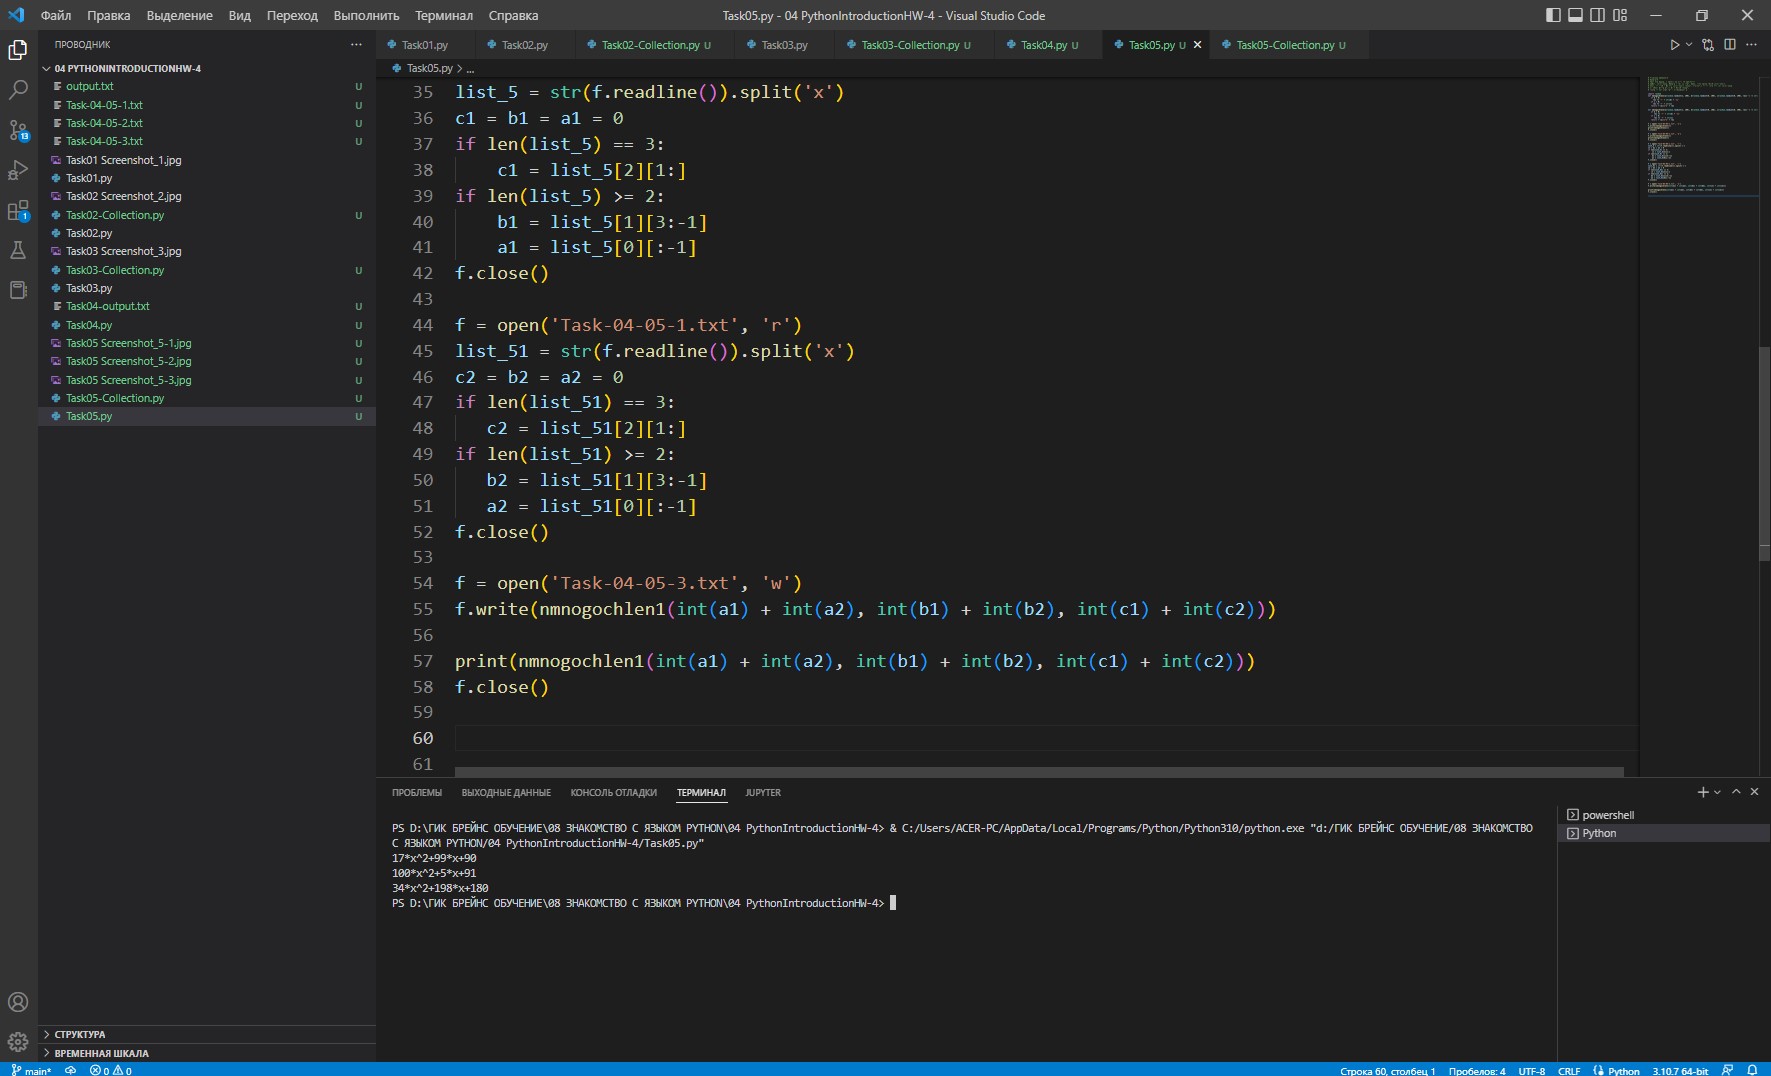 Файл Правка Выделение Вид Переход Выполнить Терминал Справка
Task05.py - 04 PythonIntroductionHW-4 - Visual Studio Code
ПРОВОДНИК
04 PYTHONINTRODUCTIONHW-4
output.txt U
Task-04-05-1.txt U
Task-04-05-2.txt U
Task-04-05-3.txt U
Task01 Screenshot_1.jpg
Task01.py
Task02 Screenshot_2.jpg
Task02-Collection.py U
Task02.py
Task03 Screenshot_3.jpg
Task03-Collection.py U
Task03.py
Task04-output.txt U
Task04.py U
Task05 Screenshot_5-1.jpg U
Task05 Screenshot_5-2.jpg U
Task05 Screenshot_5-3.jpg U
Task05-Collection.py U
Task05.py U
СТРУКТУРА
ВРЕМЕННАЯ ШКАЛА
13
1
Task01.py Task02.py Task02-Collection.py U Task03.py Task03-Collection.py U Task04.py U Task05.py U Task05-Collection.py U
Task05.py > ...
35 list_5 = str(f.readline()).split('x')
36 c1 = b1 = a1 = 0
37 if len(list_5) == 3:
38     c1 = list_5[2][1:]
39 if len(list_5) >= 2:
40     b1 = list_5[1][3:-1]
41     a1 = list_5[0][:-1]
42 f.close()
43
44 f = open('Task-04-05-1.txt', 'r')
45 list_51 = str(f.readline()).split('x')
46 c2 = b2 = a2 = 0
47 if len(list_51) == 3:
48    c2 = list_51[2][1:]
49 if len(list_51) >= 2:
50    b2 = list_51[1][3:-1]
51    a2 = list_51[0][:-1]
52 f.close()
53
54 f = open('Task-04-05-3.txt', 'w')
55 f.write(nmnogochlen1(int(a1) + int(a2), int(b1) + int(b2), int(c1) + int(c2)))
56
57 print(nmnogochlen1(int(a1) + int(a2), int(b1) + int(b2), int(c1) + int(c2)))
58 f.close()
59
60
61
ПРОБЛЕМЫ ВЫХОДНЫЕ ДАННЫЕ КОНСОЛЬ ОТЛАДКИ ТЕРМИНАЛ JUPYTER
PS D:\ГИК БРЕЙНС ОБУЧЕНИЕ\08 ЗНАКОМСТВО С ЯЗЫКОМ PYTHON\04 PythonIntroductionHW-4> & C:/Users/ACER-PC/AppData/Local/Programs/Python/Python310/python.exe "d:/ГИК БРЕЙНС ОБУЧЕНИЕ/08 ЗНАКОМСТВО
С ЯЗЫКОМ PYTHON/04 PythonIntroductionHW-4/Task05.py"
17*x^2+99*x+90
100*x^2+5*x+91
34*x^2+198*x+180
PS D:\ГИК БРЕЙНС ОБУЧЕНИЕ\08 ЗНАКОМСТВО С ЯЗЫКОМ PYTHON\04 PythonIntroductionHW-4>
powershell
Python
main* 0 0
Строка 60, столбец 1 Пробелов: 4 UTF-8 CRLF Python 3.10.7 64-bit